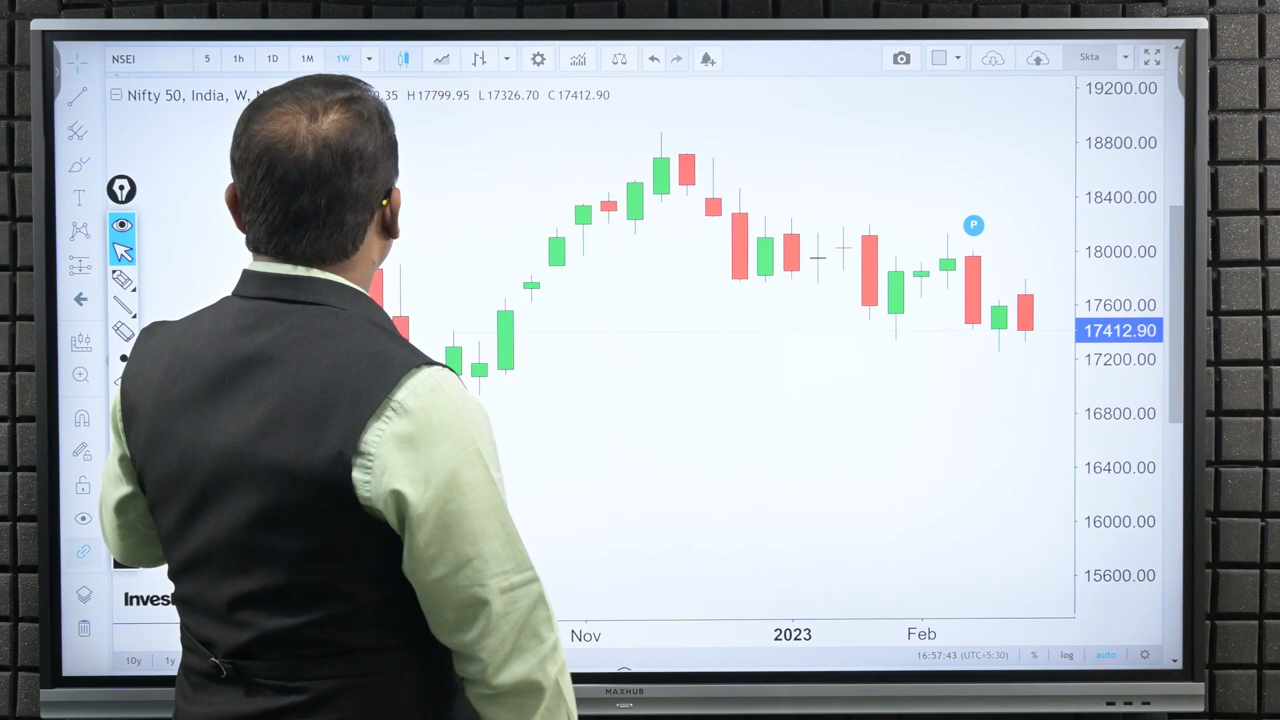 NSEI 5 1h 1D 1M 1W Skta
Nifty 50, India, W, .35 H17799.95 L17326.70 C17412.90
19200.00
18800.00
18400.00
P
18000.00
17600.00
17412.90
17200.00
16800.00
16400.00
16000.00
15600.00
T
Inves
Nov 2023 Feb
10y 1y 16:57:43 (UTC+5:30) % log auto
MAXHUB